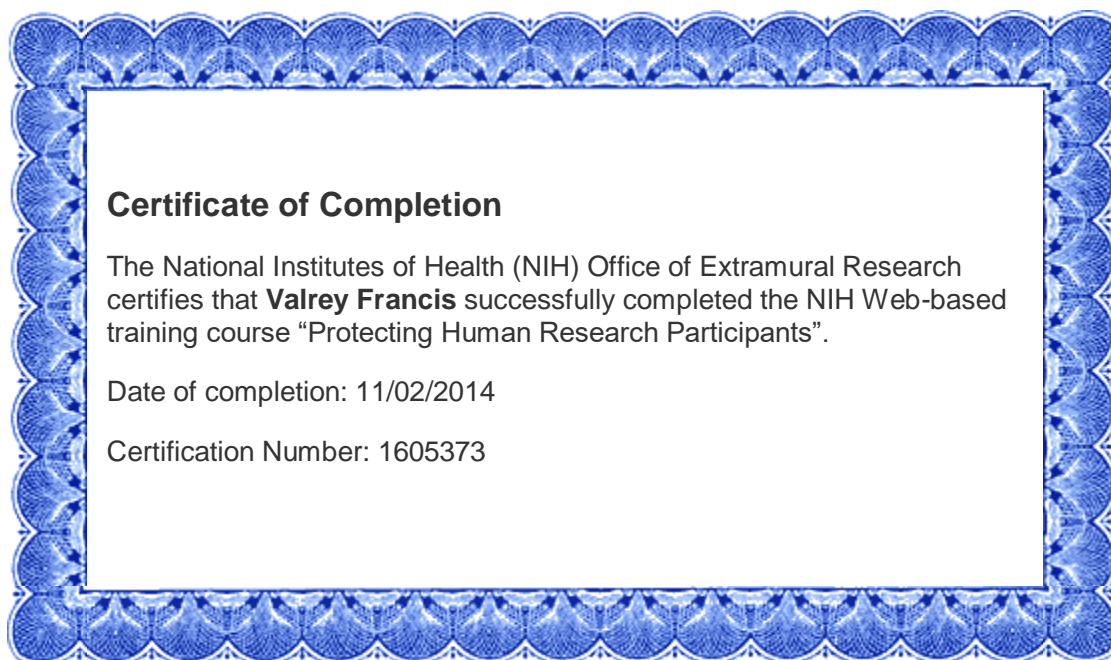 Certificate of Completion
The National Institutes of Health (NIH) Office of Extramural Research
certifies that Valrey Francis successfully completed the NIH Web-based
training course “Protecting Human Research Participants”.
Date of completion: 11/02/2014
Certification Number: 1605373